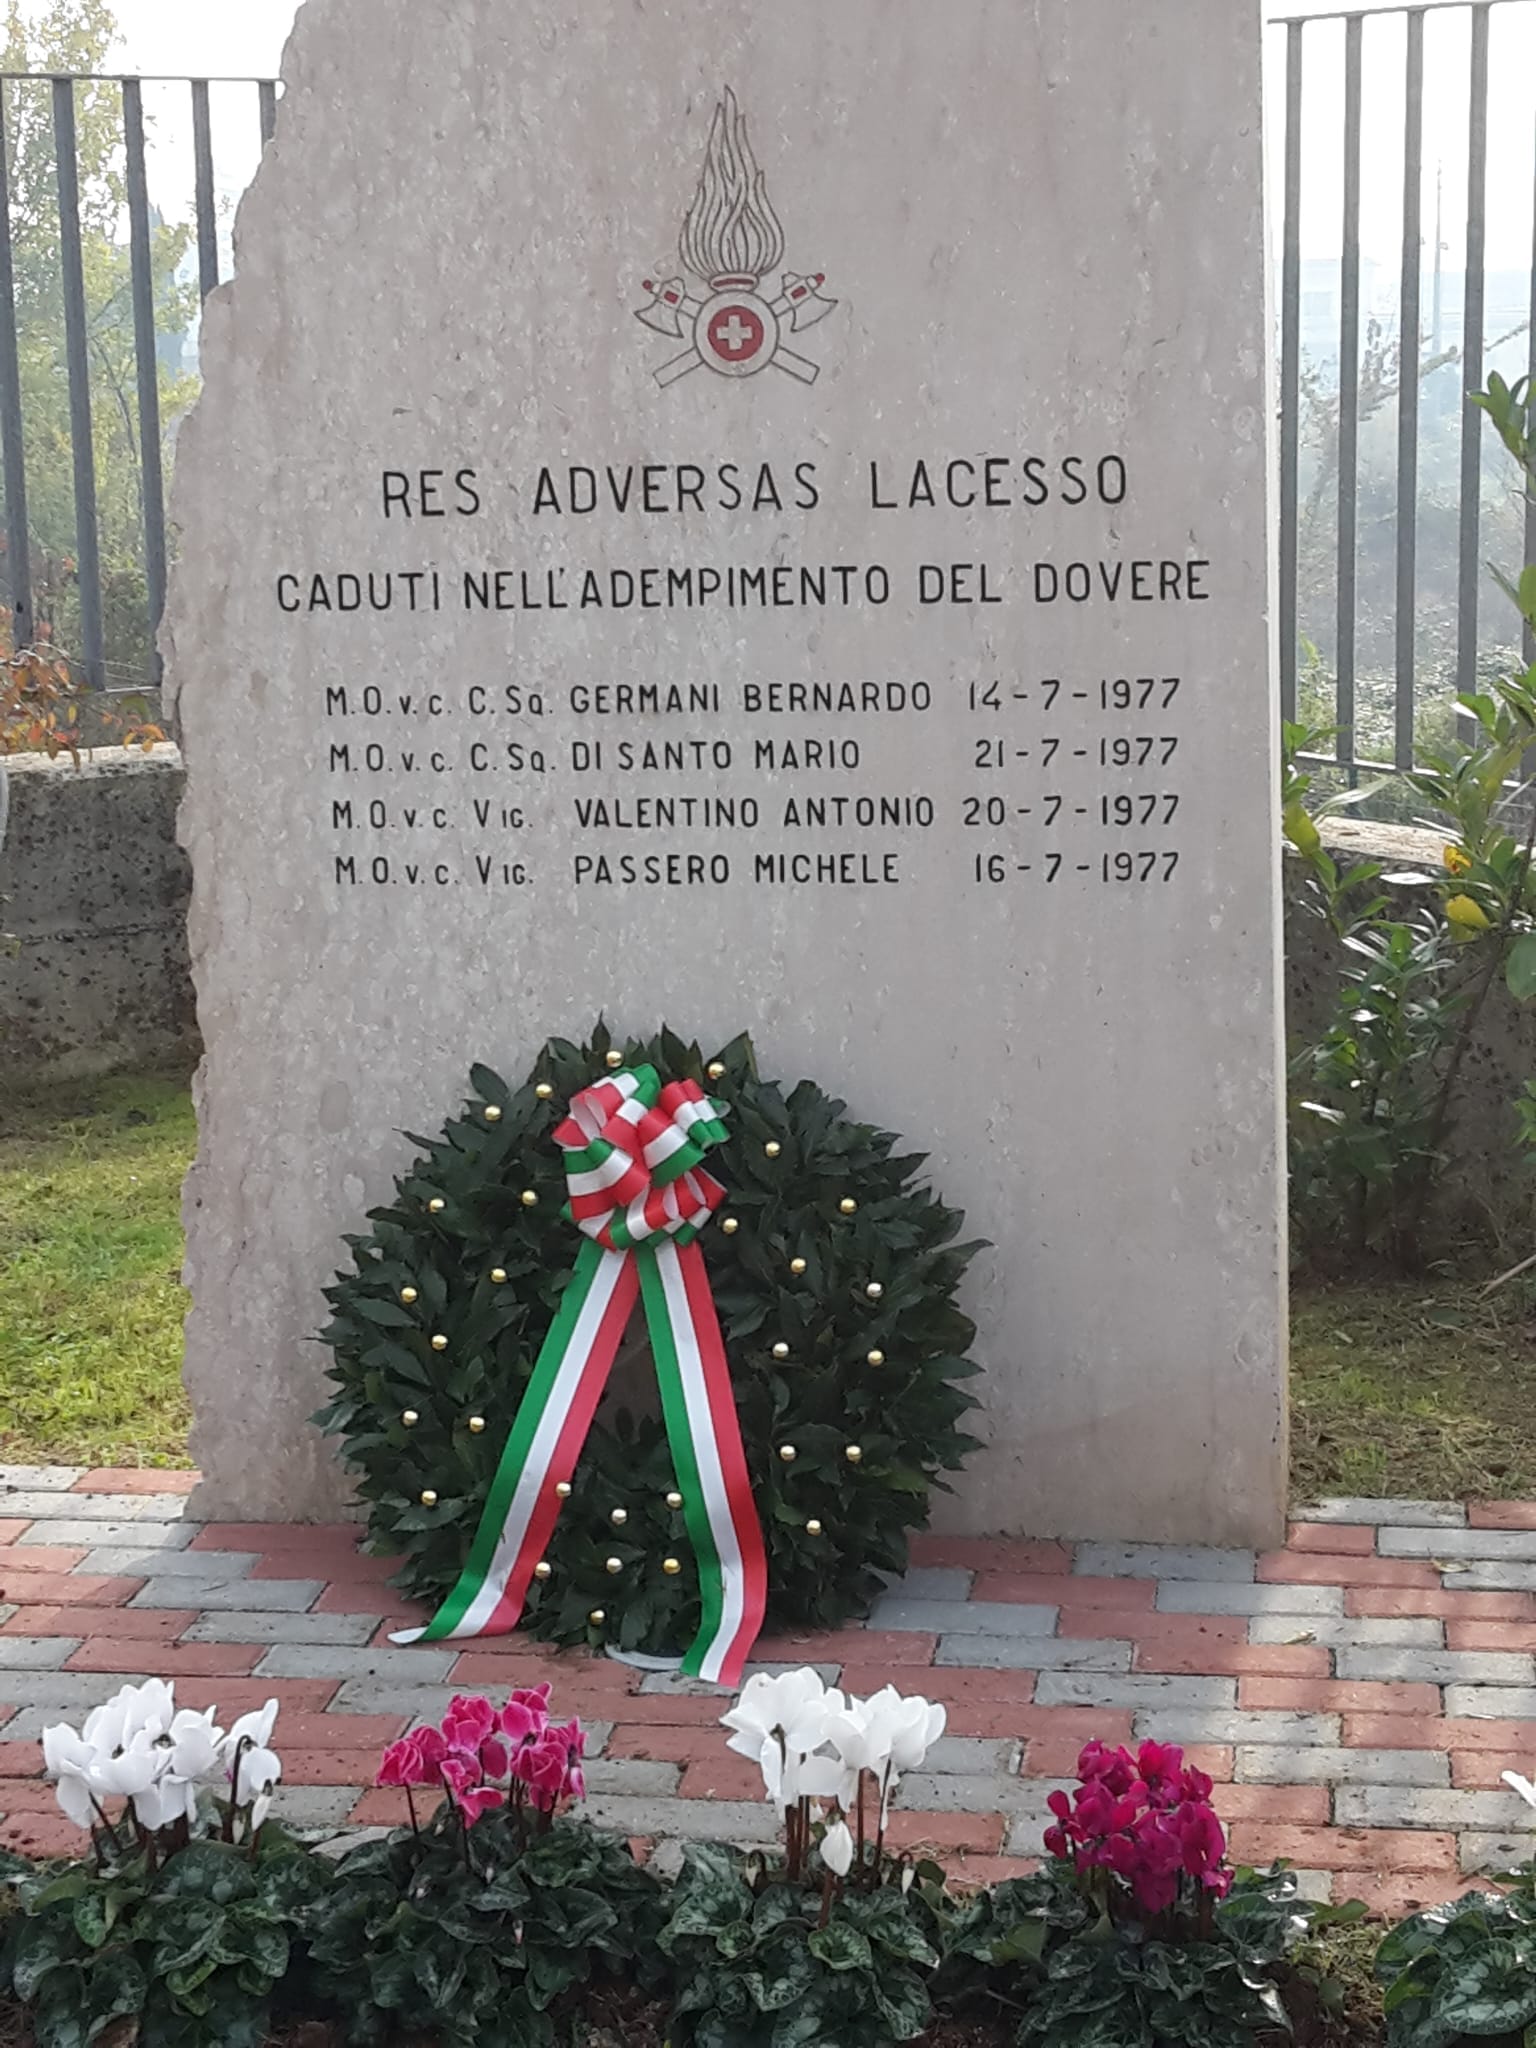 RES ADVERSAS LACESSO
CADUTI NELL'ADEMPIMENTO DEL DOVERE
M.O.v.c. C.Sq. GERMANI BERNARDO 14-7-1977
M.O.v.c. C.Sq. DI SANTO MARIO 21-7-1977
M.O.v.c. VIG. VALENTINO ANTONIO 20-7-1977
M.O.v.c. VIG. PASSERO MICHELE 16-7-1977